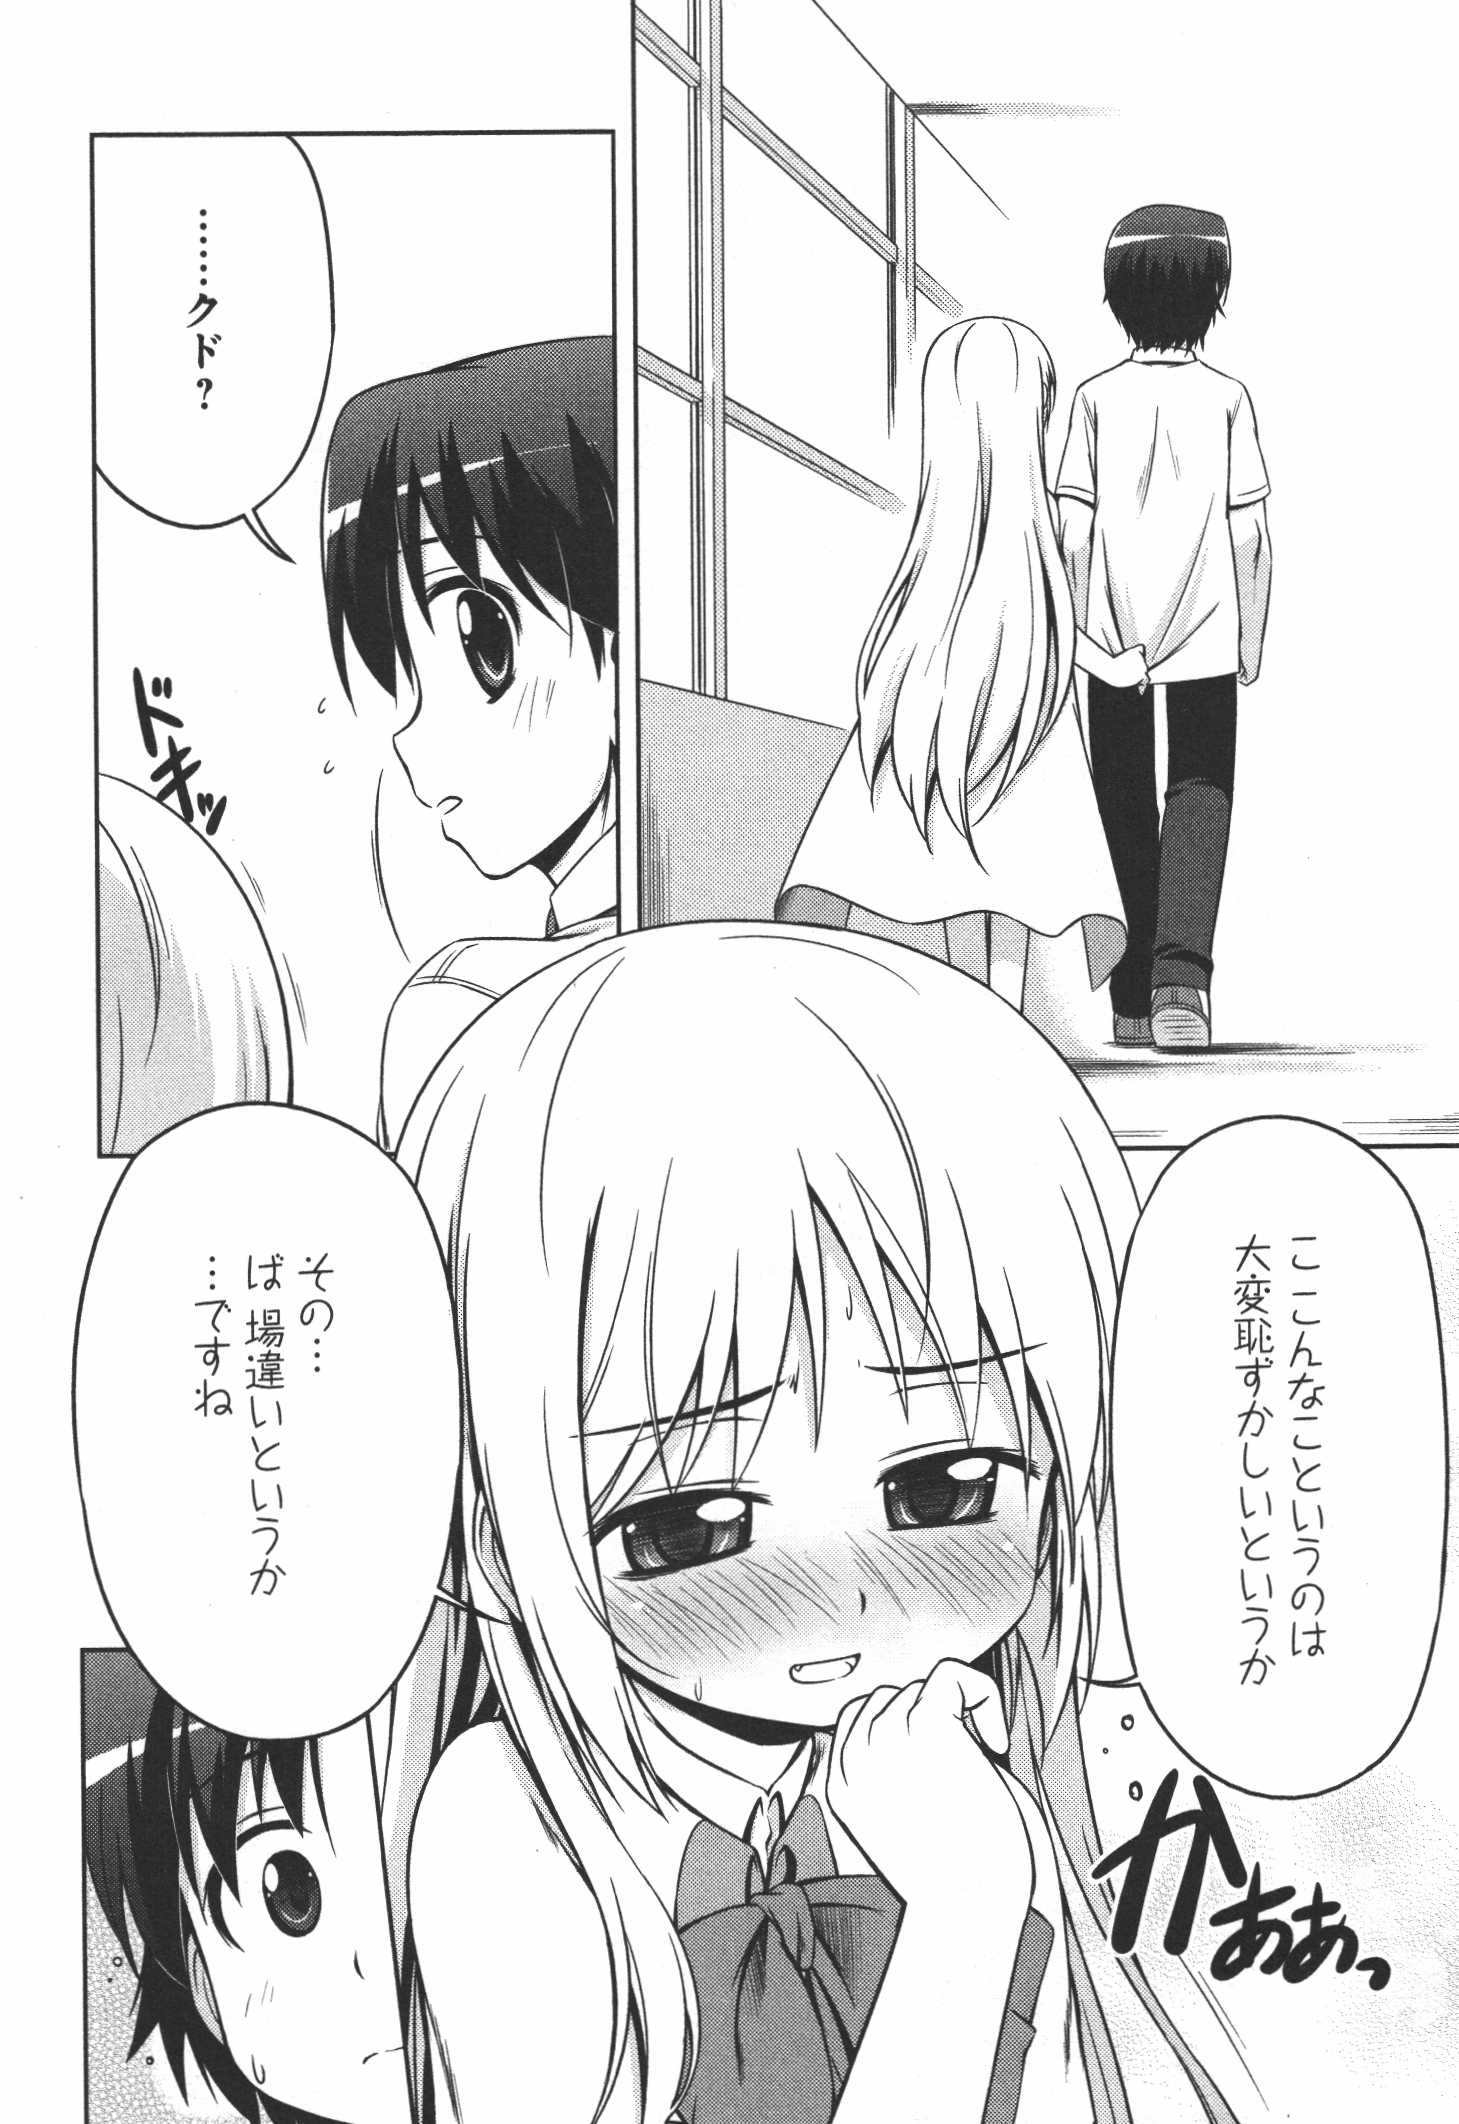 ……クド?
ドキッ
ここんなことというのは
大変恥ずかしいというか
かああっ
その…
ば場違いというか
…ですね